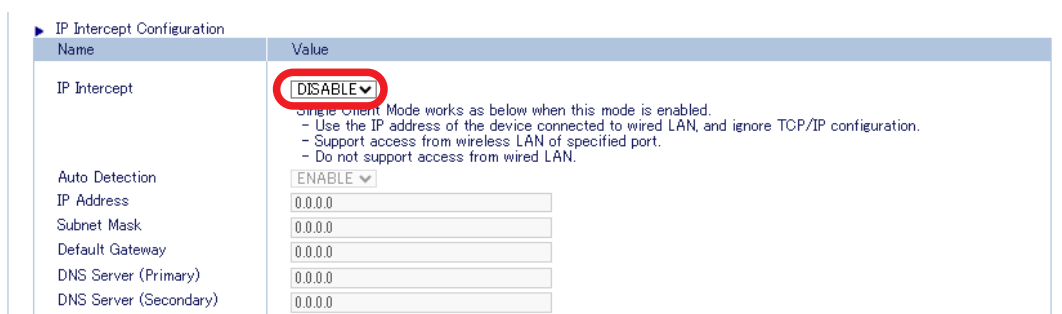 IP Intercept Configuration
Name Value
IP Intercept DISABLE
Single Client Mode works as below when this mode is enabled.
- Use the IP address of the device connected to wired LAN, and ignore TCP/IP configuration.
- Support access from wireless LAN of specified port.
- Do not support access from wired LAN.
Auto Detection ENABLE
IP Address 0.0.0.0
Subnet Mask 0.0.0.0
Default Gateway 0.0.0.0
DNS Server (Primary) 0.0.0.0
DNS Server (Secondary) 0.0.0.0